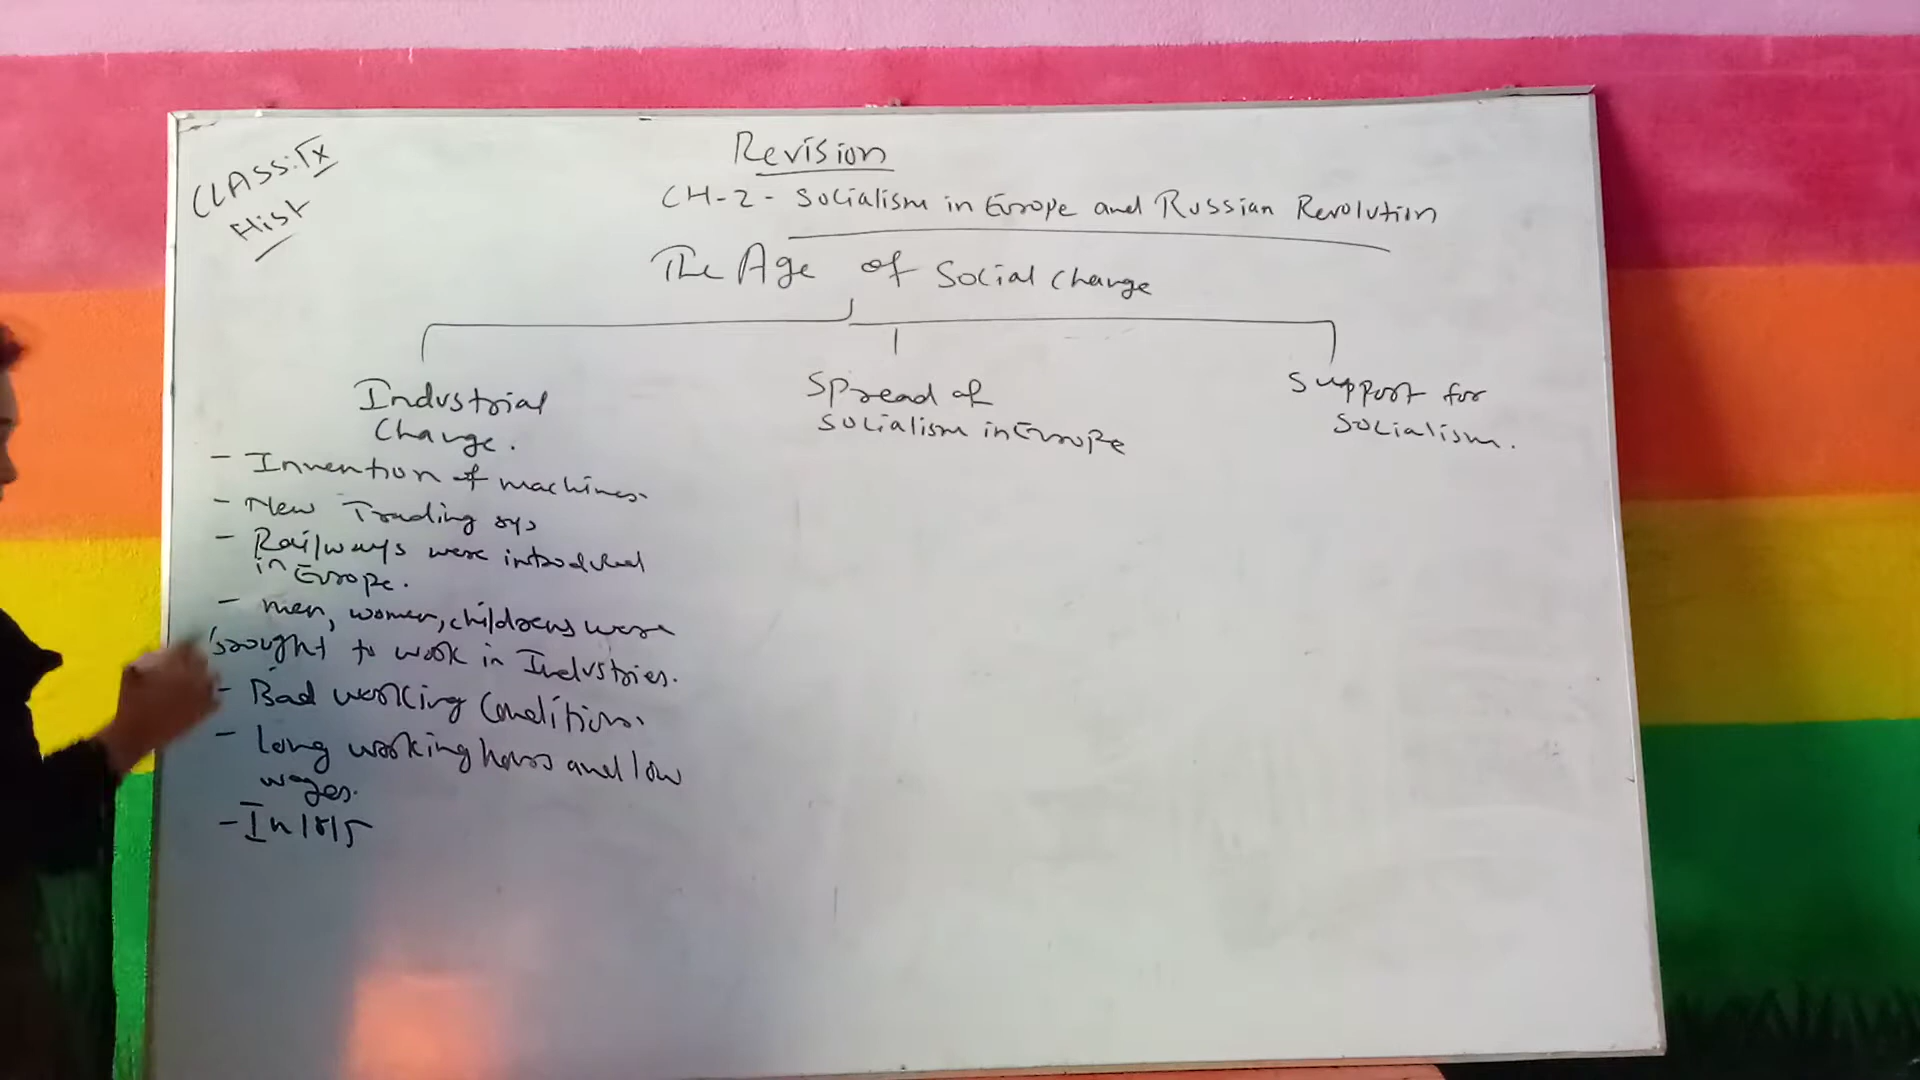 CLASS: IX
Hist
Revision
CH-2- Socialism in Europe and Russian Revolution
The Age of Social Change
Industrial
Change.
- Invention of machines.
- New Trading sys
- Railways were introduced
in Europe.
- men, women, childrens were
brought to work in Industries.
- Bad working Conditions.
- Long working hours and low
wages.
- In 1815
Spread of
Socialism in Europe
Support for
Socialism.